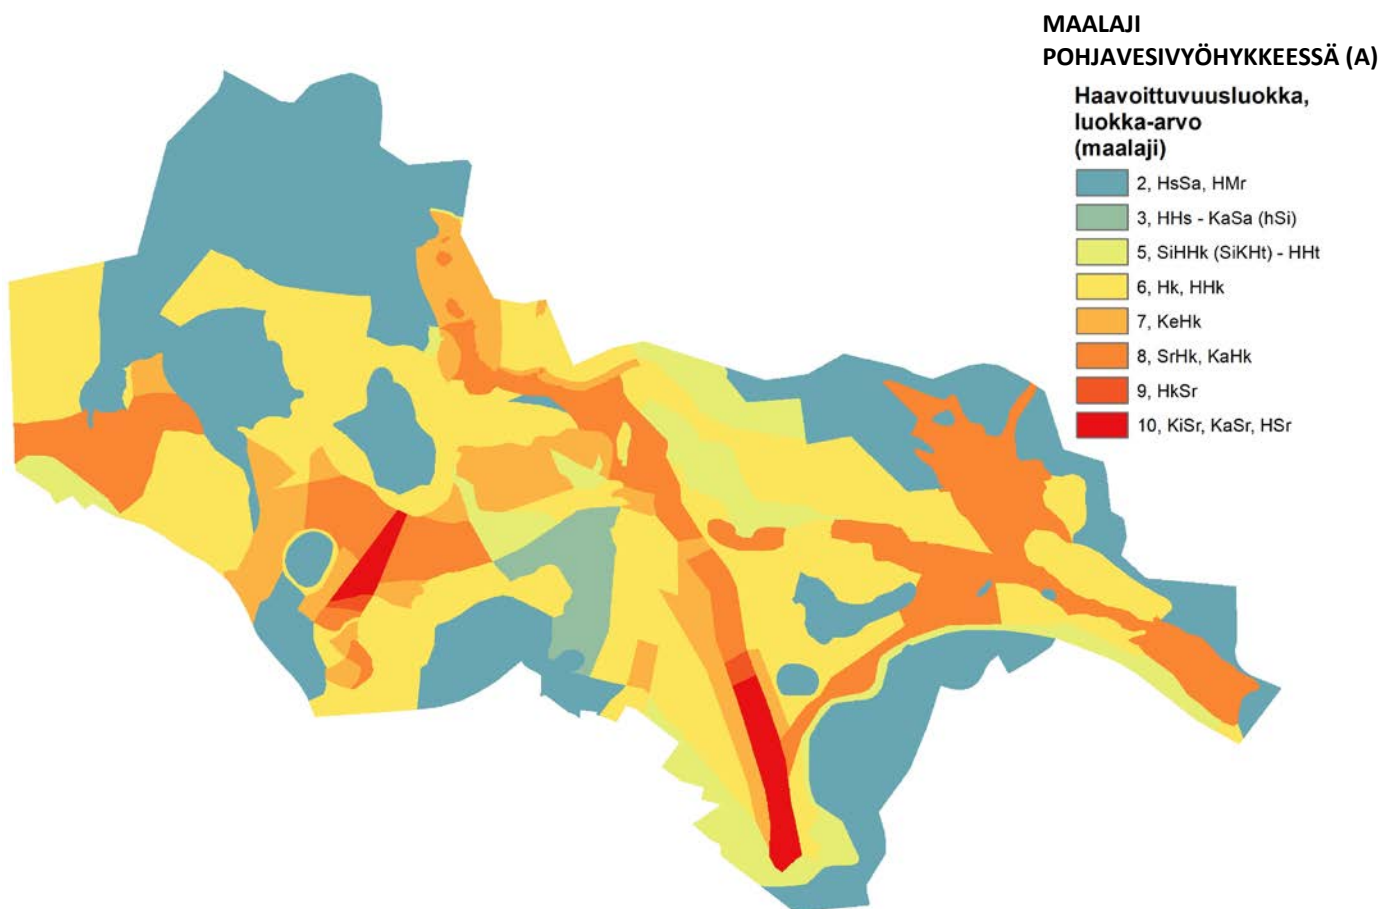 MAALAJI
POHJAVESIVYÖHYKKEESSÄ (A)
Haavoittuvuusluokka,
luokka-arvo
(maalaji)
2, HsSa, HMr
3, HHs - KaSa (hSi)
5, SiHHk (SiKHt) - HHt
6, Hk, HHk
7, KeHk
8, SrHk, KaHk
9, HkSr
10, KiSr, KaSr, HSr